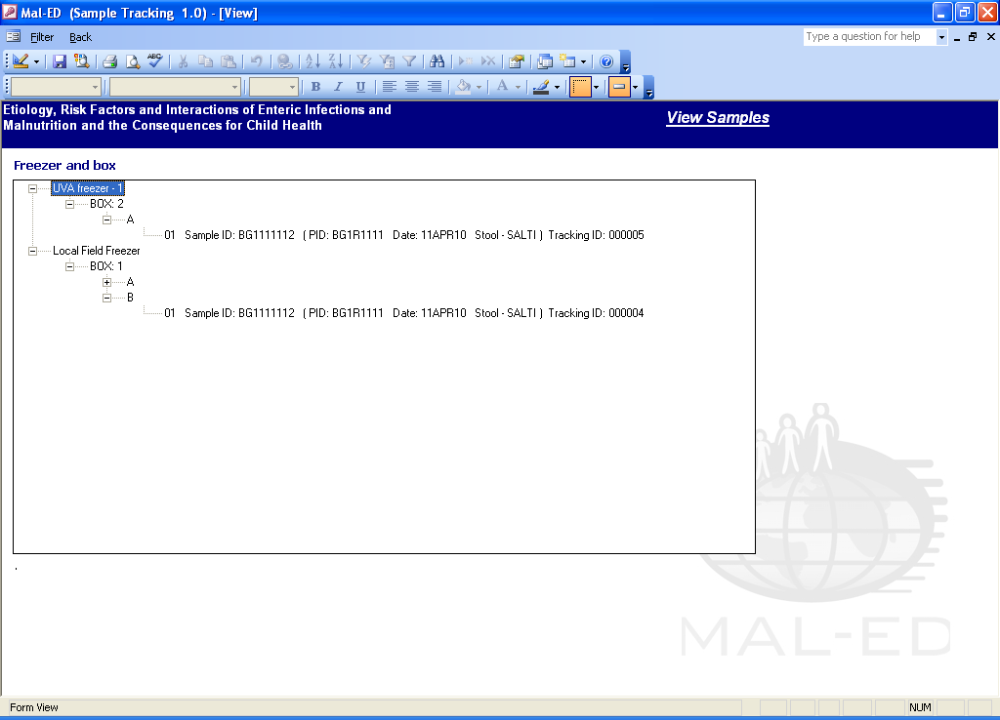 Mal-ED (Sample Tracking 1.0) - [View]
Filter Back
Type a question for help
ABC
A Z Z A
B I U A
Etiology, Risk Factors and Interactions of Enteric Infections and
Malnutrition and the Consequences for Child Health
View Samples
Freezer and box
UVA freezer - 1
BOX: 2
A
01 Sample ID: BG1111112 ( PID: BG1R1111 Date: 11APR10 Stool - SALTI ) Tracking ID: 000005
Local Field Freezer
BOX: 1
A
B
01 Sample ID: BG1111112 ( PID: BG1R1111 Date: 11APR10 Stool - SALTI ) Tracking ID: 000004
MAL-ED
Form View
NUM